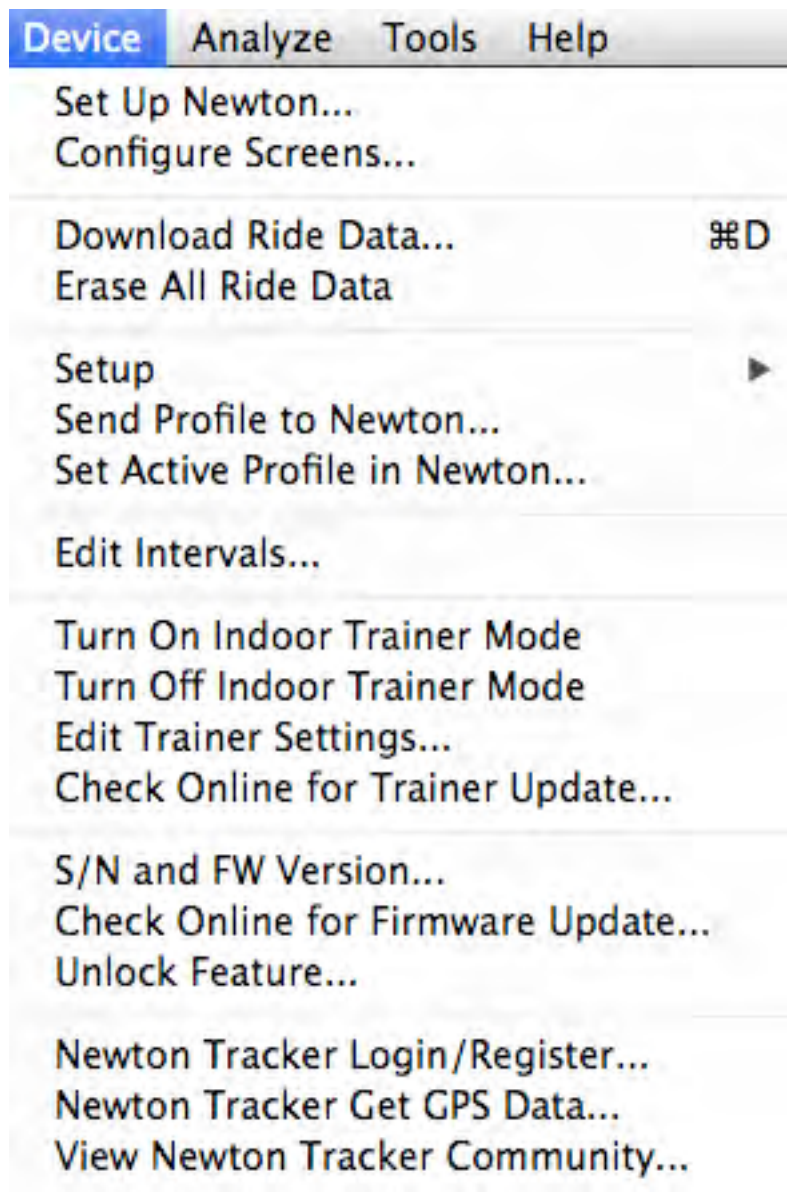 Device Analyze Tools Help
Set Up Newton...
Configure Screens...
Download Ride Data... ⌘D
Erase All Ride Data
Setup
Send Profile to Newton...
Set Active Profile in Newton...
Edit Intervals...
Turn On Indoor Trainer Mode
Turn Off Indoor Trainer Mode
Edit Trainer Settings...
Check Online for Trainer Update...
S/N and FW Version...
Check Online for Firmware Update...
Unlock Feature...
Newton Tracker Login/Register...
Newton Tracker Get GPS Data...
View Newton Tracker Community...